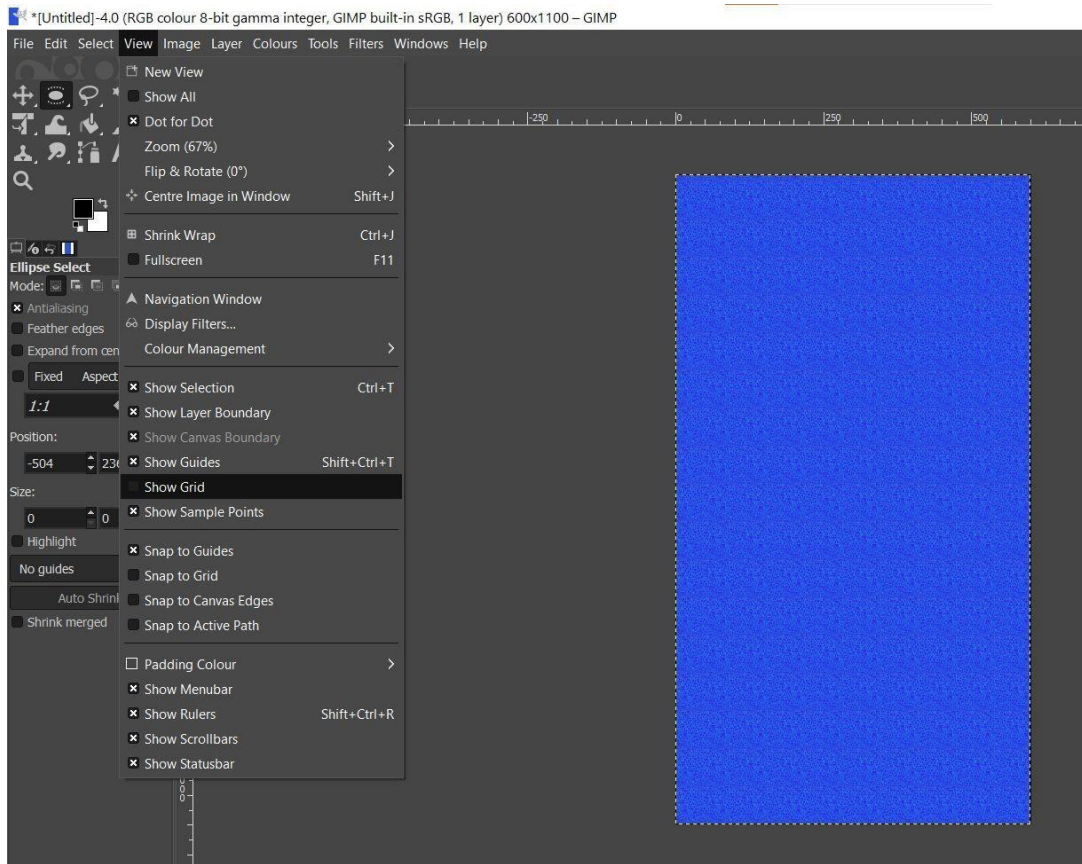 *[Untitled]-4.0 (RGB colour 8-bit gamma integer, GIMP built-in sRGB, 1 layer) 600x1100 – GIMP
File Edit Select View Image Layer Colours Tools Filters Windows Help
New View
Show All
Dot for Dot
Zoom (67%)
Flip & Rotate (0°)
Centre Image in Window Shift+J
Shrink Wrap Ctrl+J
Fullscreen F11
Navigation Window
Display Filters...
Colour Management
Show Selection Ctrl+T
Show Layer Boundary
Show Canvas Boundary
Show Guides Shift+Ctrl+T
Show Grid
Show Sample Points
Snap to Guides
Snap to Grid
Snap to Canvas Edges
Snap to Active Path
Padding Colour
Show Menubar
Show Rulers Shift+Ctrl+R
Show Scrollbars
Show Statusbar
Ellipse Select
Mode:
Antialiasing
Feather edges
Expand from cen
Fixed Aspect
1:1
Position:
-504 236
Size:
0 0
Highlight
No guides
Auto Shrink
Shrink merged
-250 0 250 500